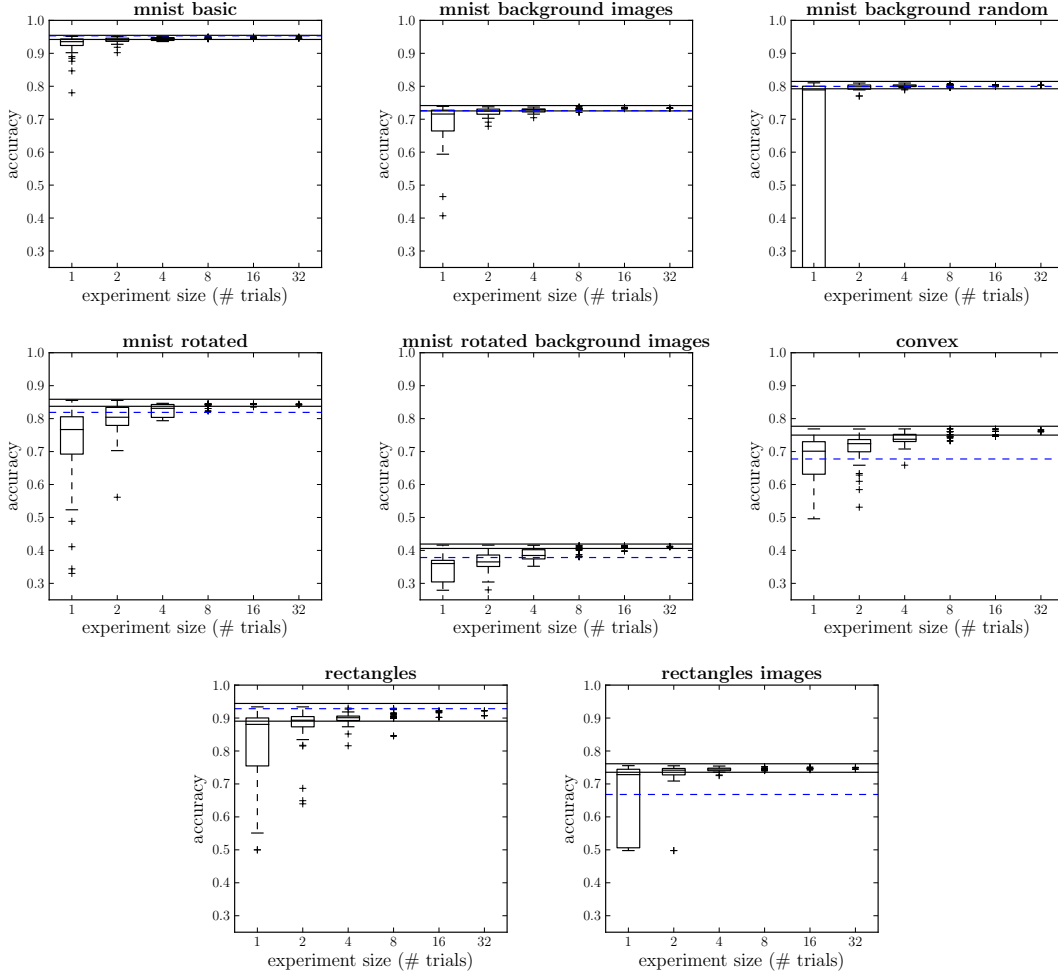 mnist basic
1.0
0.9
0.8
0.7
0.6
0.5
0.4
0.3
accuracy
1 2 4 8 16 32
experiment size (# trials)
mnist background images
1.0
0.9
0.8
0.7
0.6
0.5
0.4
0.3
accuracy
1 2 4 8 16 32
experiment size (# trials)
mnist background random
1.0
0.9
0.8
0.7
0.6
0.5
0.4
0.3
accuracy
1 2 4 8 16 32
experiment size (# trials)
mnist rotated
1.0
0.9
0.8
0.7
0.6
0.5
0.4
0.3
accuracy
1 2 4 8 16 32
experiment size (# trials)
mnist rotated background images
1.0
0.9
0.8
0.7
0.6
0.5
0.4
0.3
accuracy
1 2 4 8 16 32
experiment size (# trials)
convex
1.0
0.9
0.8
0.7
0.6
0.5
0.4
0.3
accuracy
1 2 4 8 16 32
experiment size (# trials)
rectangles
1.0
0.9
0.8
0.7
0.6
0.5
0.4
0.3
accuracy
1 2 4 8 16 32
experiment size (# trials)
rectangles images
1.0
0.9
0.8
0.7
0.6
0.5
0.4
0.3
accuracy
1 2 4 8 16 32
experiment size (# trials)